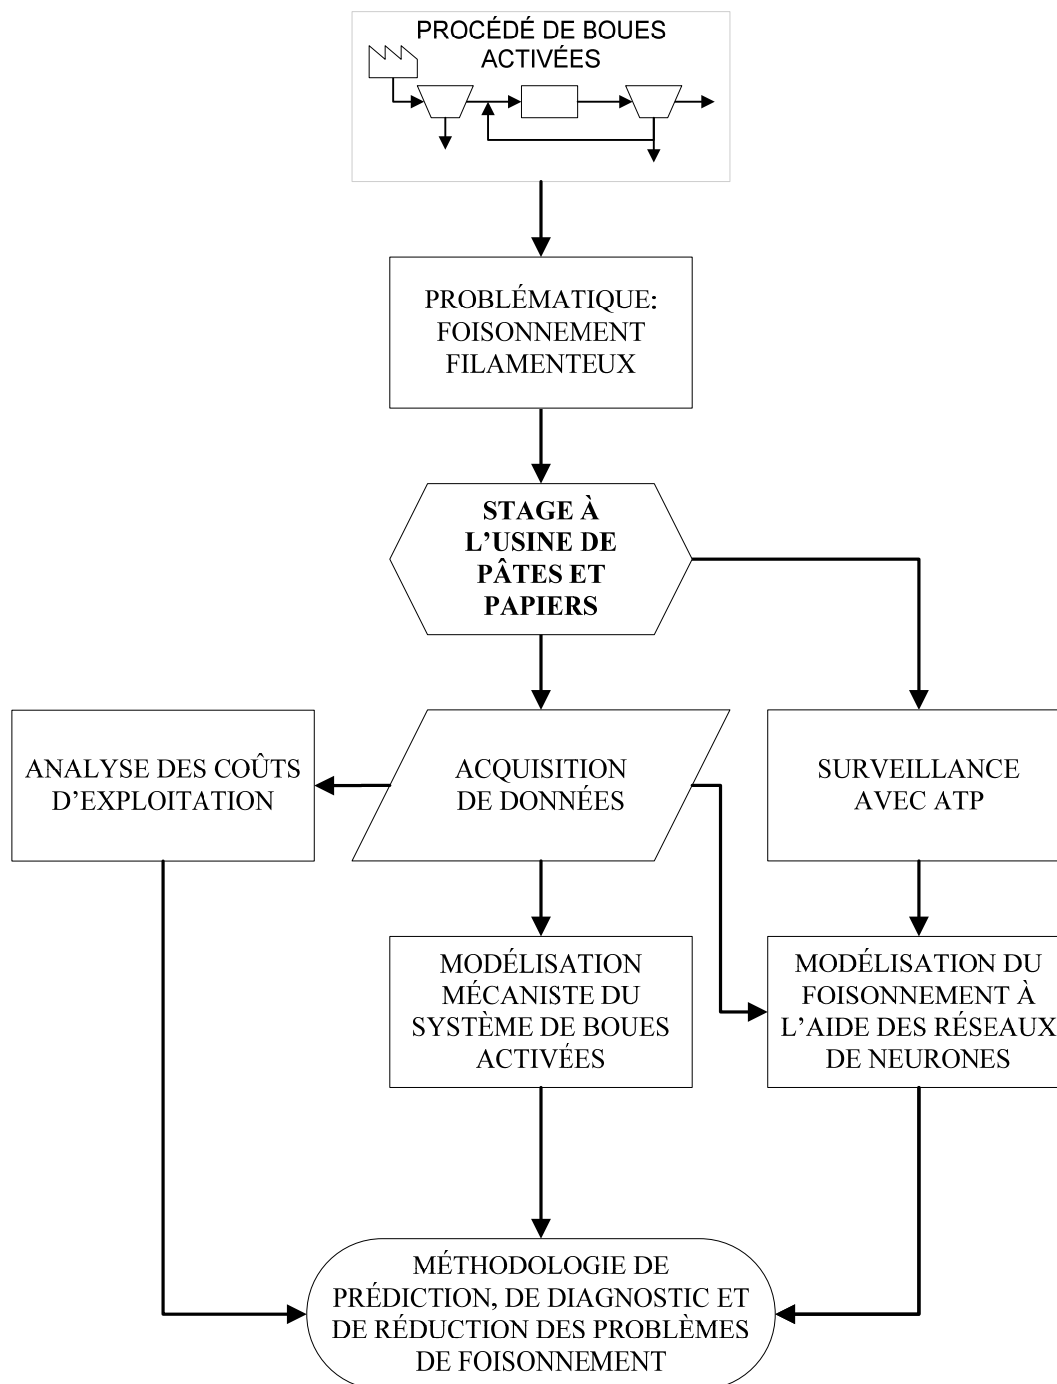 PROCÉDÉ DE BOUES
ACTIVÉES
PROBLÉMATIQUE:
FOISONNEMENT
FILAMENTEUX
STAGE À
L'USINE DE
PÂTES ET
PAPIERS
ANALYSE DES COÛTS
D'EXPLOITATION
ACQUISITION
DE DONNÉES
SURVEILLANCE
AVEC ATP
MODÉLISATION
MÉCANISTE DU
SYSTÈME DE BOUES
ACTIVÉES
MODÉLISATION DU
FOISONNEMENT À
L'AIDE DES RÉSEAUX
DE NEURONES
MÉTHODOLOGIE DE
PRÉDICTION, DE DIAGNOSTIC ET
DE RÉDUCTION DES PROBLÈMES
DE FOISONNEMENT